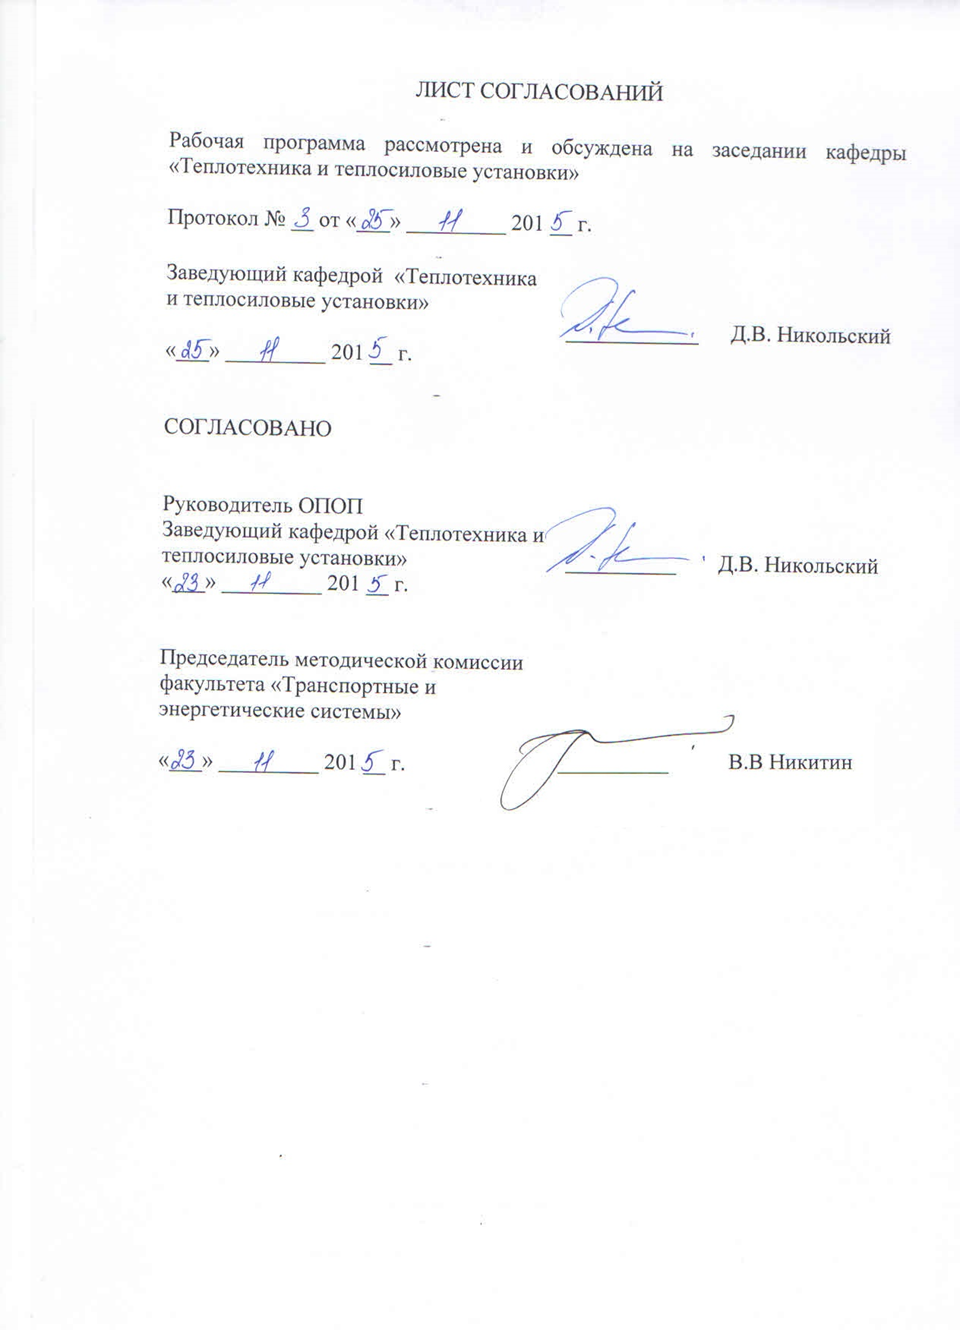 ЛИСТ СОГЛАСОВАНИЙ
Рабочая программа рассмотрена и обсуждена на заседании кафедры
«Теплотехника и теплосиловые установки»
Протокол № 3 от «25» 11 2015 г.
Заведующий кафедрой «Теплотехника
и теплосиловые установки»
Д.В. Никольский
«25» 11 2015 г.
СОГЛАСОВАНО
Руководитель ОПОП
Заведующий кафедрой «Теплотехника и
теплосиловые установки» Д.В. Никольский
«23» 11 2015 г.
Председатель методической комиссии
факультета «Транспортные и
энергетические системы»
«23» 11 2015 г. В.В Никитин